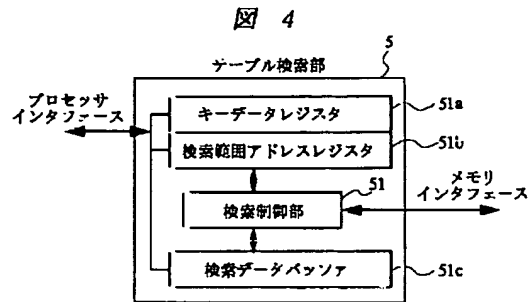 図 4
5
テーブル検索部
プロセッサ
インタフェース
キーデータレジスタ
51a
検索範囲アドレスレジスタ
51b
メモリ
インタフェース
検索制御部
51
検索データバッファ
51c